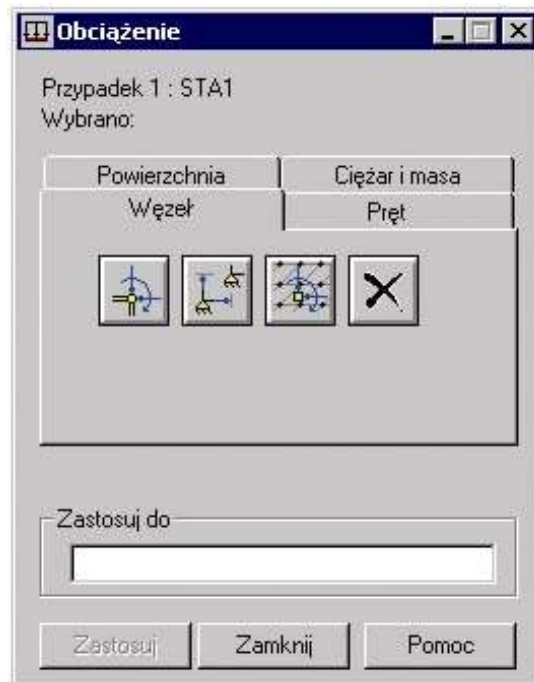 Obciążenie
Przypadek 1 : STA1
Wybrano:
Powierzchnia Ciężar i masa
Węzeł Pręt
Zastosuj do
Zastosuj Zamknij Pomoc